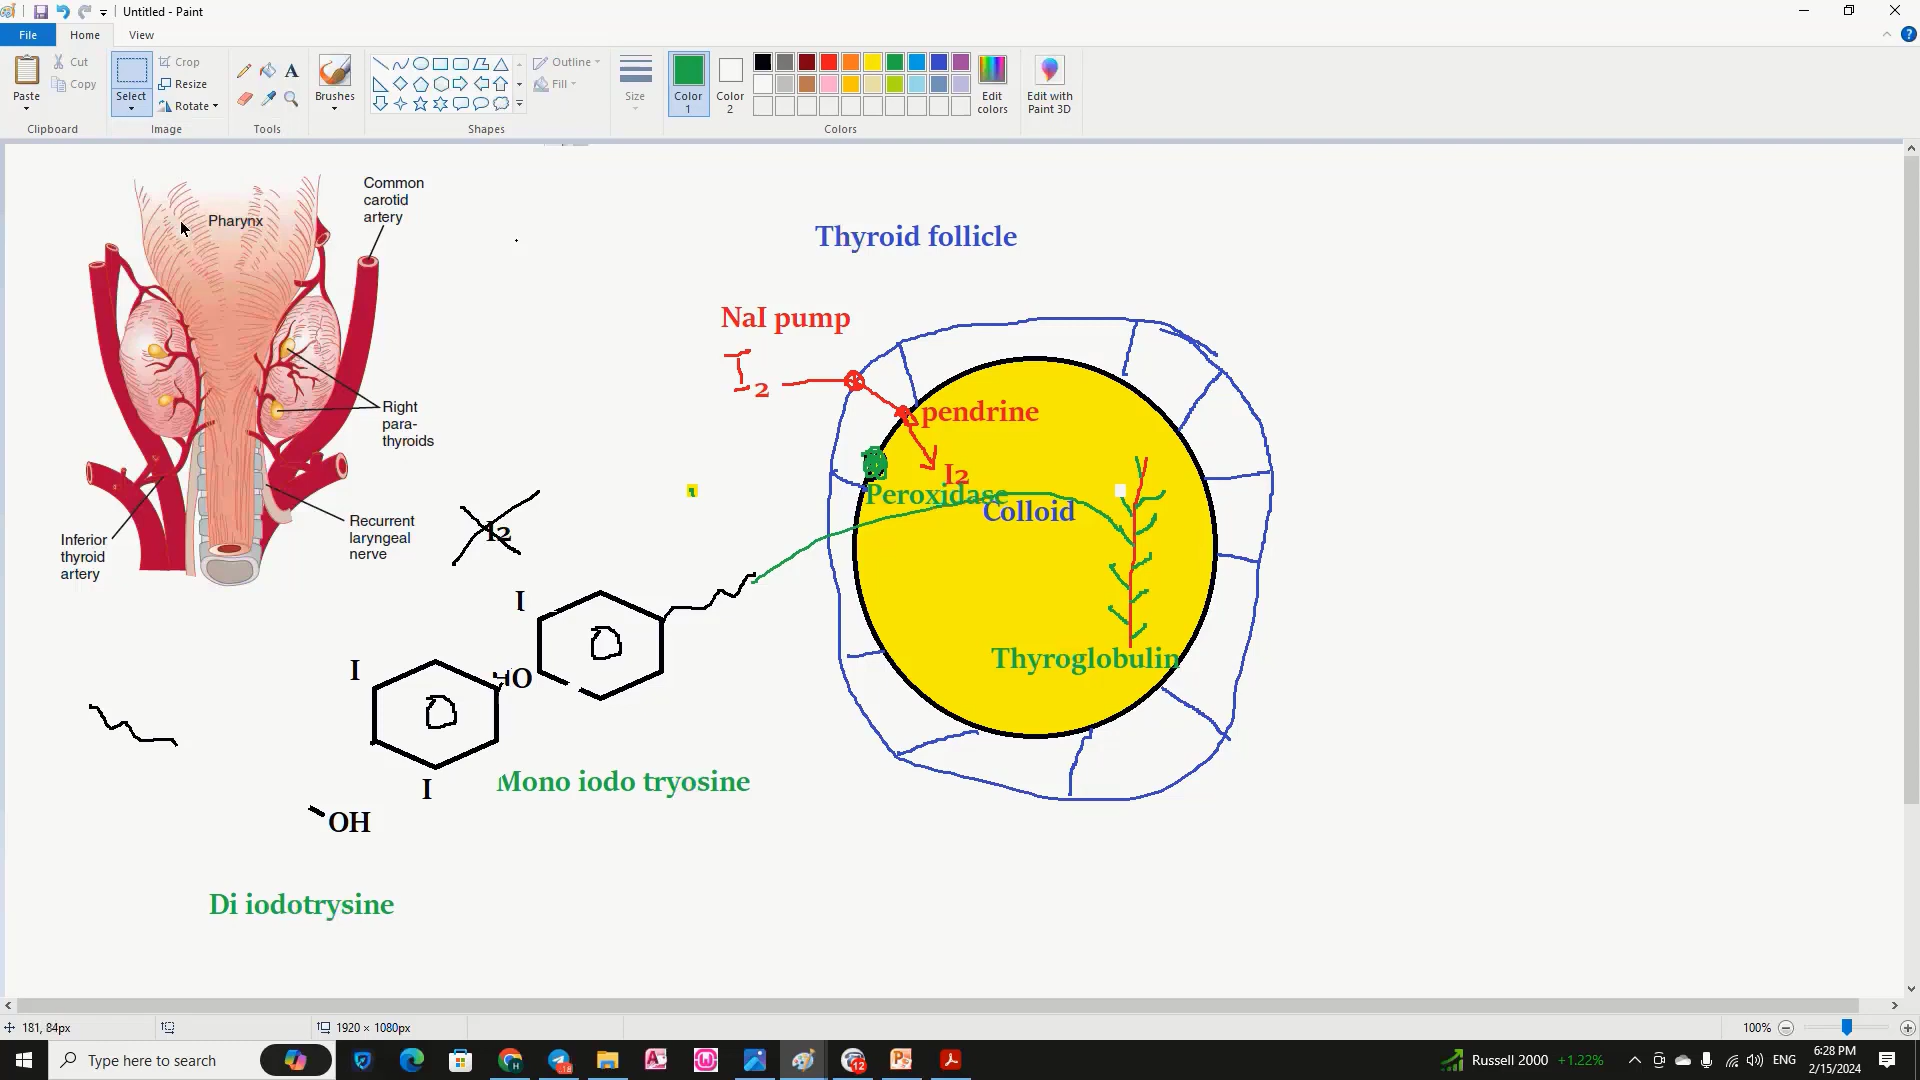 Untitled - Paint
File
Home
View
Paste
Cut
Copy
Clipboard
Select
Crop
Resize
Rotate
Image
A
Tools
Brushes
Shapes
Outline
Fill
Size
Color
1
Color
2
Colors
Edit
colors
Edit with
Paint 3D
Pharynx
Common
carotid
artery
Right
para-
thyroids
Inferior
thyroid
artery
Recurrent
laryngeal
nerve
Thyroid follicle
NaI pump
I2
pendrine
I2
Peroxidase
Colloid
Thyroglobulin
I2
I
I
HO
I
OH
Mono iodo tryosine
Di iodotrysine
181, 84px
1920 × 1080px
100%
Type here to search
18
12
Russell 2000 +1.22%
ENG
6:28 PM
2/15/2024